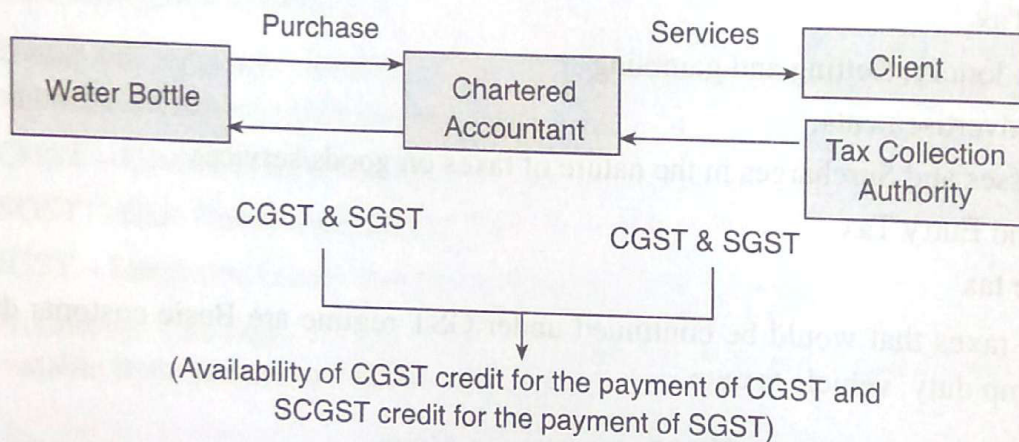 Purchase
Services
Water Bottle
Chartered
Accountant
Client
Tax Collection
Authority
CGST & SGST
CGST & SGST
(Availability of CGST credit for the payment of CGST and
SCGST credit for the payment of SGST)